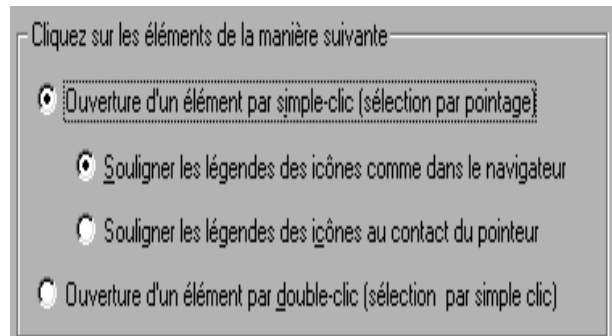 Cliquez sur les éléments de la manière suivante
Ouverture d'un élément par simple-clic (sélection par pointage)
Souligner les légendes des icônes comme dans le navigateur
Souligner les légendes des icônes au contact du pointeur
Ouverture d'un élément par double-clic (sélection par simple clic)